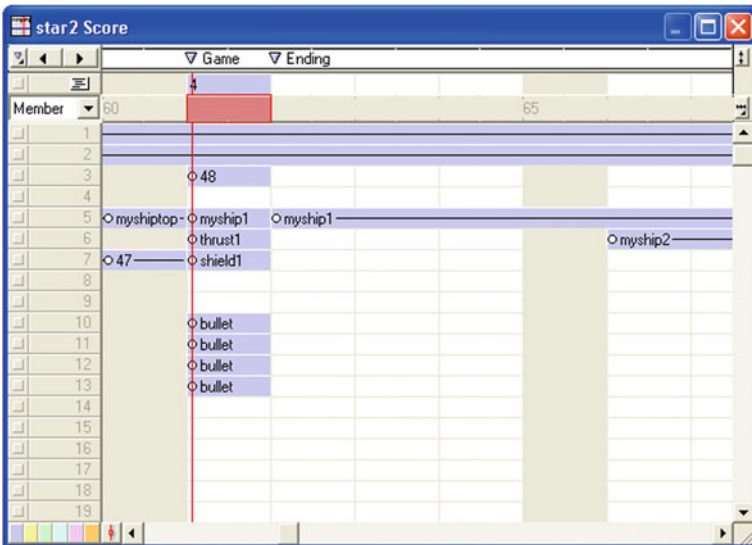 star2 Score
Game Ending
4
Member 60 65
1
2
3 48
4
5 myshiptop myship1 myship1
6 thrust1 myship2
7 47 shield1
8
9
10 bullet
11 bullet
12 bullet
13 bullet
14
15
16
17
18
19